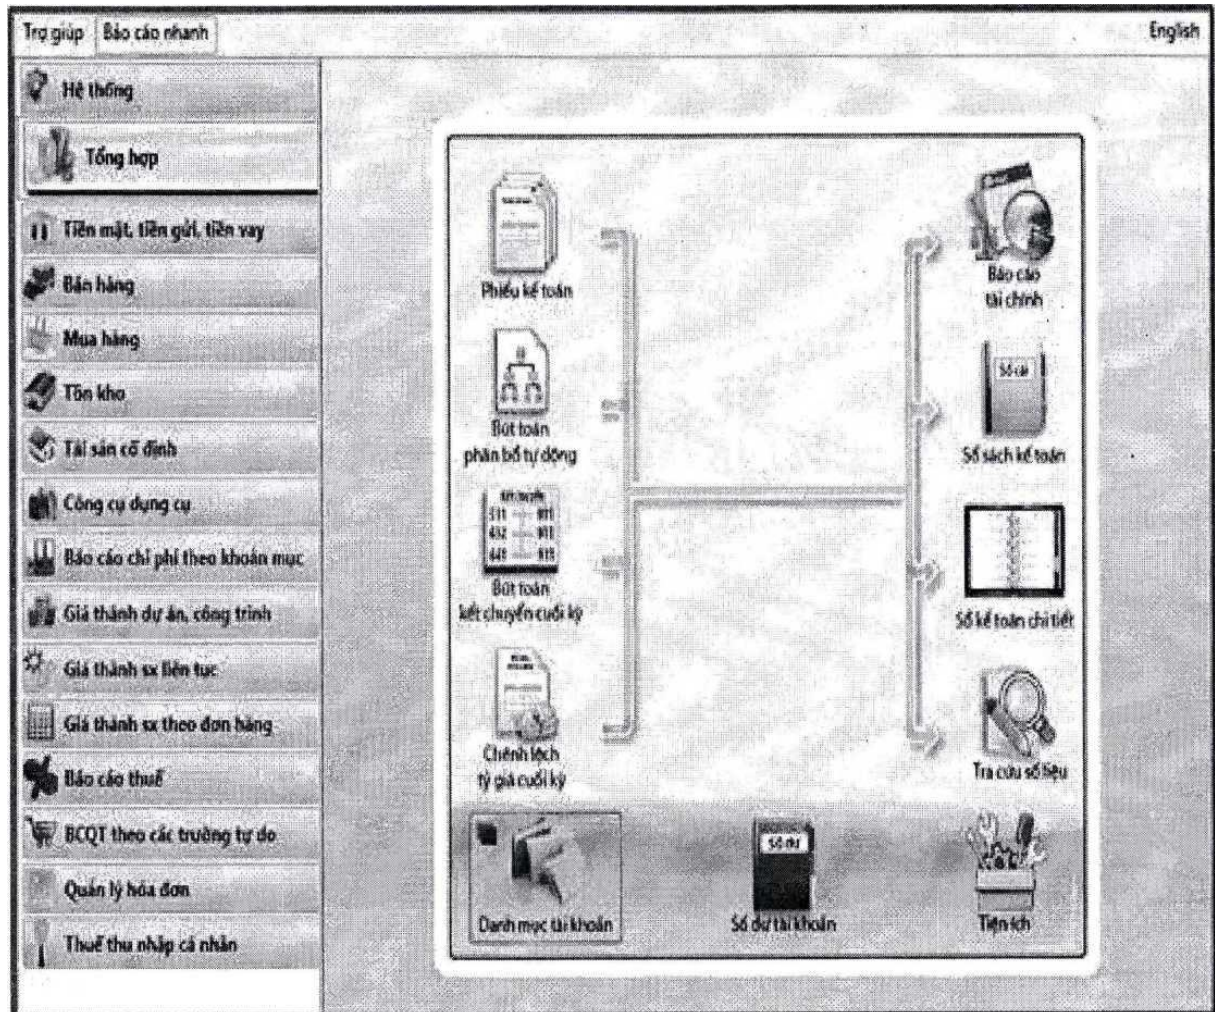 Trợ giúp
Báo cáo nhanh
English
Hệ thống
Tổng hợp
Tiền mặt, tiền gửi, tiền vay
Bán hàng
Mua hàng
Tồn kho
Tài sản cố định
Công cụ dụng cụ
Báo cáo chi phí theo khoản mục
Giá thành dự án, công trình
Giá thành sx liên tục
Giá thành sx theo đơn hàng
Báo cáo thuế
BCQT theo các trường tự do
Quản lý hóa đơn
Thuế thu nhập cá nhân
Phiếu kế toán
Bút toán
phân bổ tự động
511 911
632 911
641 911
Bút toán
kết chuyển cuối kỳ
Chênh lệch
tỷ giá cuối kỳ
Báo cáo
tài chính
Sổ cái
Sổ sách kế toán
Sổ kế toán chi tiết
Tra cứu số liệu
Danh mục tài khoản
Số dư
Số dư tài khoản
Tiện ích